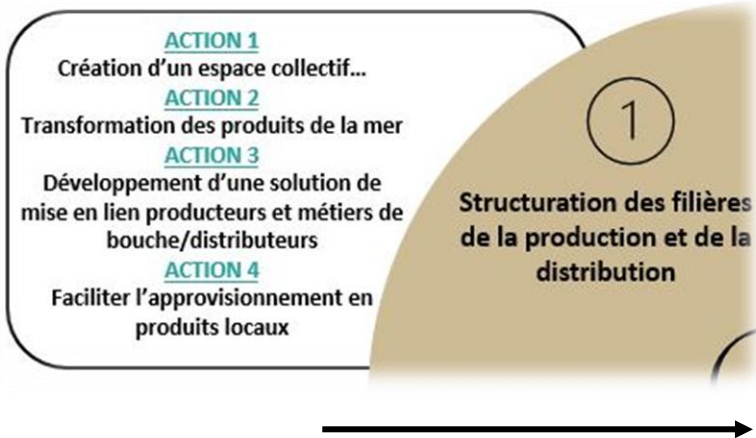 ACTION 1
Création d’un espace collectif…
ACTION 2
Transformation des produits de la mer
ACTION 3
Développement d’une solution de
mise en lien producteurs et métiers de
bouche/distributeurs
ACTION 4
Faciliter l’approvisionnement en
produits locaux
1
Structuration des filières
de la production et de la
distribution